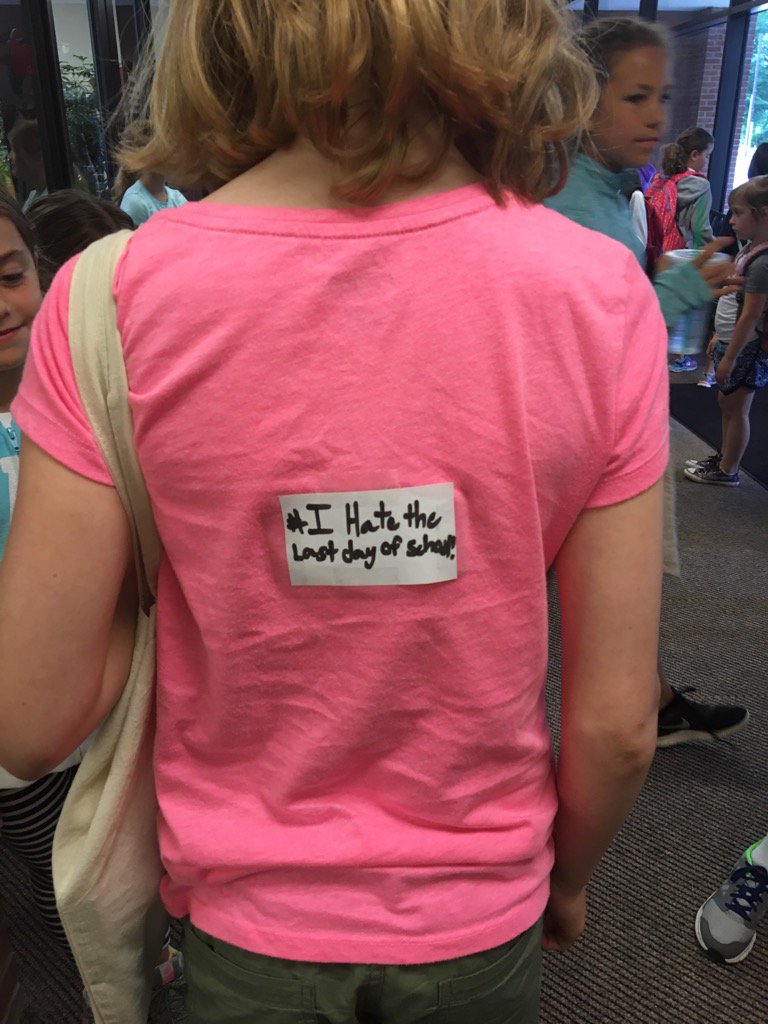 #I Hate the
Last day of school!!